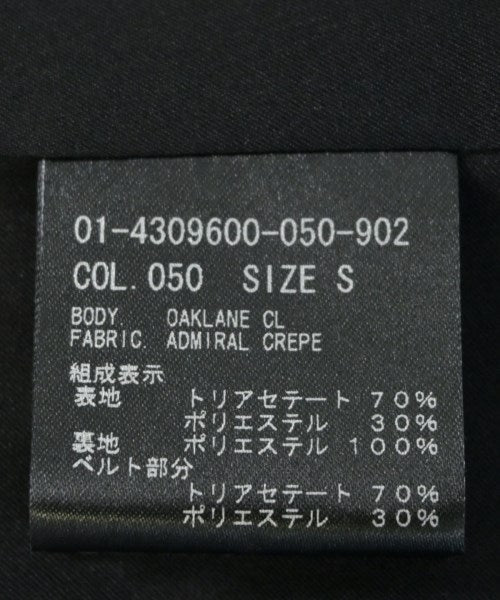 01-4309600-050-902
COL.050 SIZE S
BODY. OAKLANE CL
FABRIC. ADMIRAL CREPE
組成表示
表地 トリアセテート 70%
ポリエステル 30%
裏地 ポリエステル 100%
ベルト部分
トリアセテート 70%
ポリエステル 30%